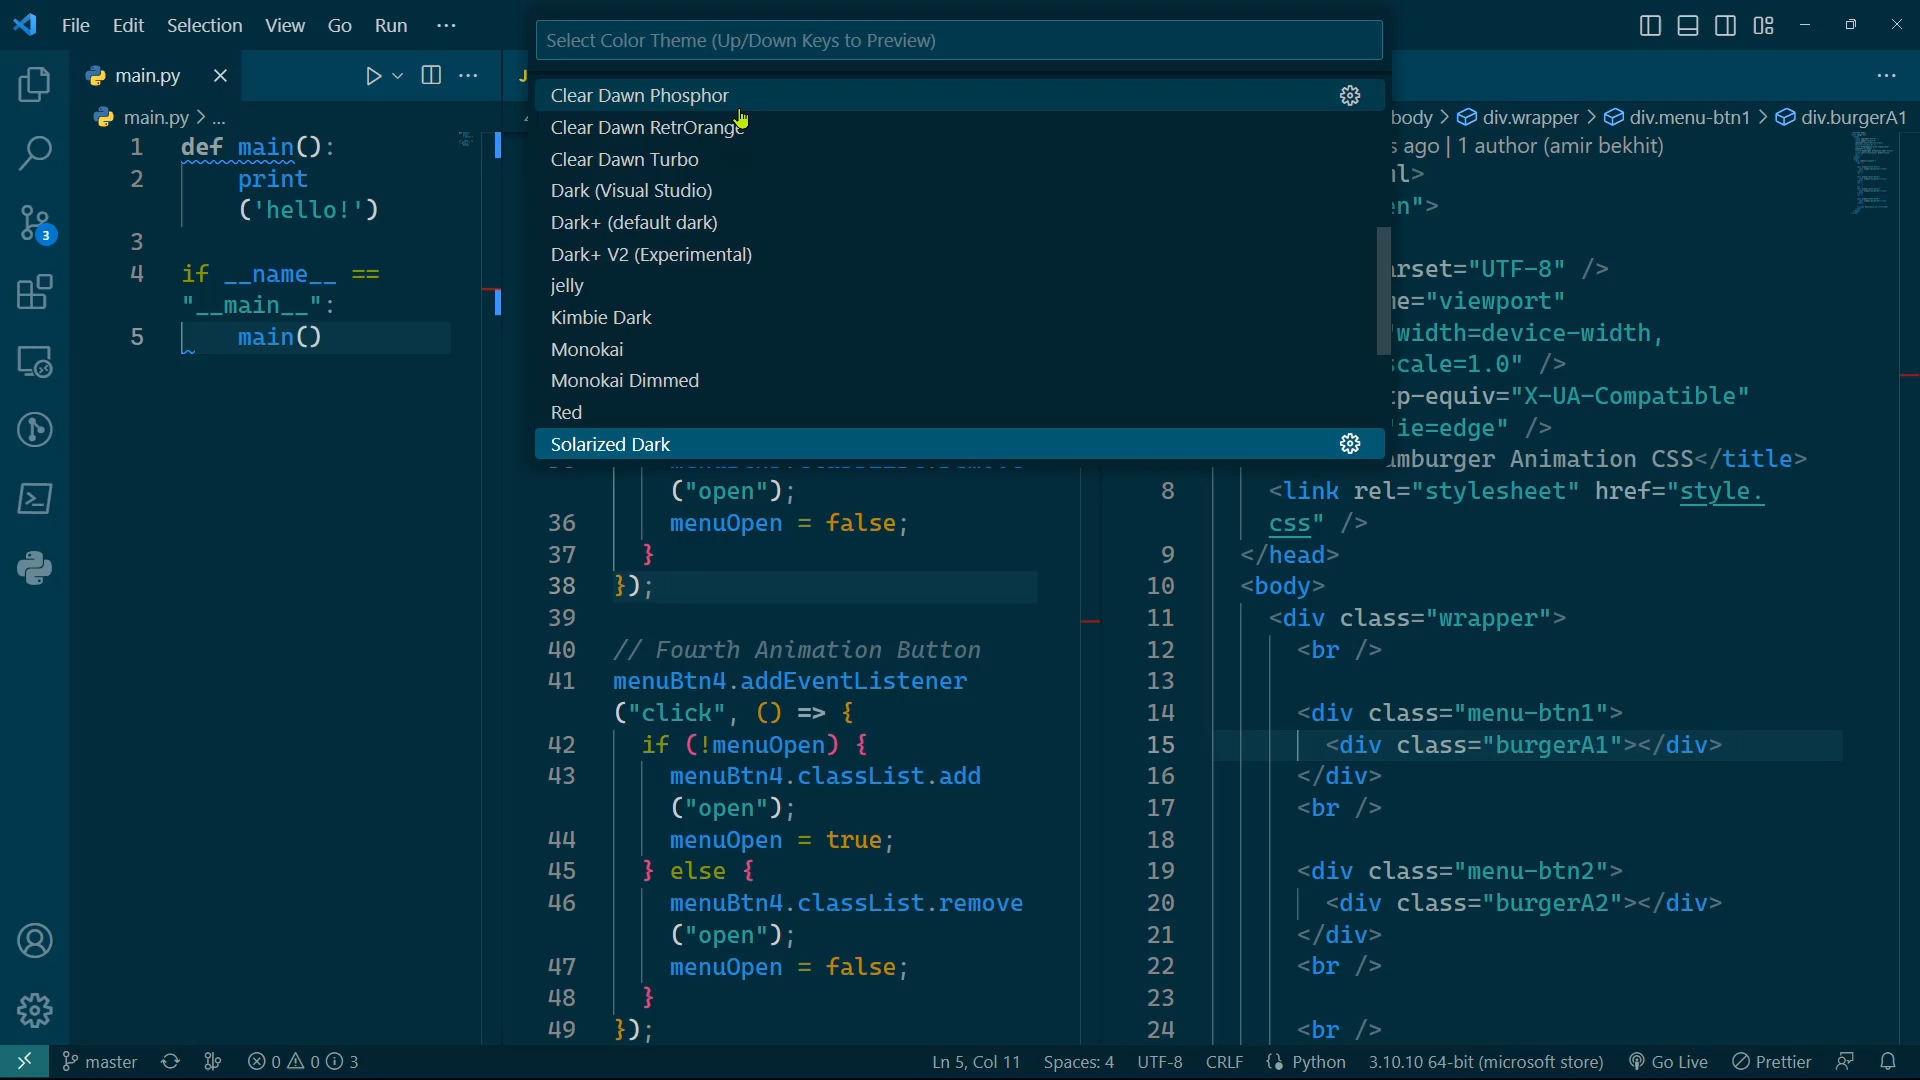 File Edit Selection View Go Run ...
Select Color Theme (Up/Down Keys to Preview)
main.py
main.py > ...
1 def main():
2 print
('hello!')
3
4 if __name__ ==
"__main__":
5 main()
3
Clear Dawn Phosphor
Clear Dawn RetrOrange
Clear Dawn Turbo
Dark (Visual Studio)
Dark+ (default dark)
Dark+ V2 (Experimental)
jelly
Kimbie Dark
Monokai
Monokai Dimmed
Red
Solarized Dark
("open");
36 menuOpen = false;
37 }
38 });
39
40 // Fourth Animation Button
41 menuBtn4.addEventListener
("click", () => {
42 if (!menuOpen) {
43 menuBtn4.classList.add
("open");
44 menuOpen = true;
45 } else {
46 menuBtn4.classList.remove
("open");
47 menuOpen = false;
48 }
49 });
body > div.wrapper > div.menu-btn1 > div.burgerA1
s ago | 1 author (amir bekhit)
l>
n">
rset="UTF-8" />
e="viewport"
width=device-width,
cale=1.0" />
p-equiv="X-UA-Compatible"
ie=edge" />
mburger Animation CSS</title>
8 <link rel="stylesheet" href="style.
css" />
9 </head>
10 <body>
11 <div class="wrapper">
12 <br />
13
14 <div class="menu-btn1">
15 <div class="burgerA1"></div>
16 </div>
17 <br />
18
19 <div class="menu-btn2">
20 <div class="burgerA2"></div>
21 </div>
22 <br />
23
24 <br />
master 0 0 3 Ln 5, Col 11 Spaces: 4 UTF-8 CRLF Python 3.10.10 64-bit (microsoft store) Go Live Prettier